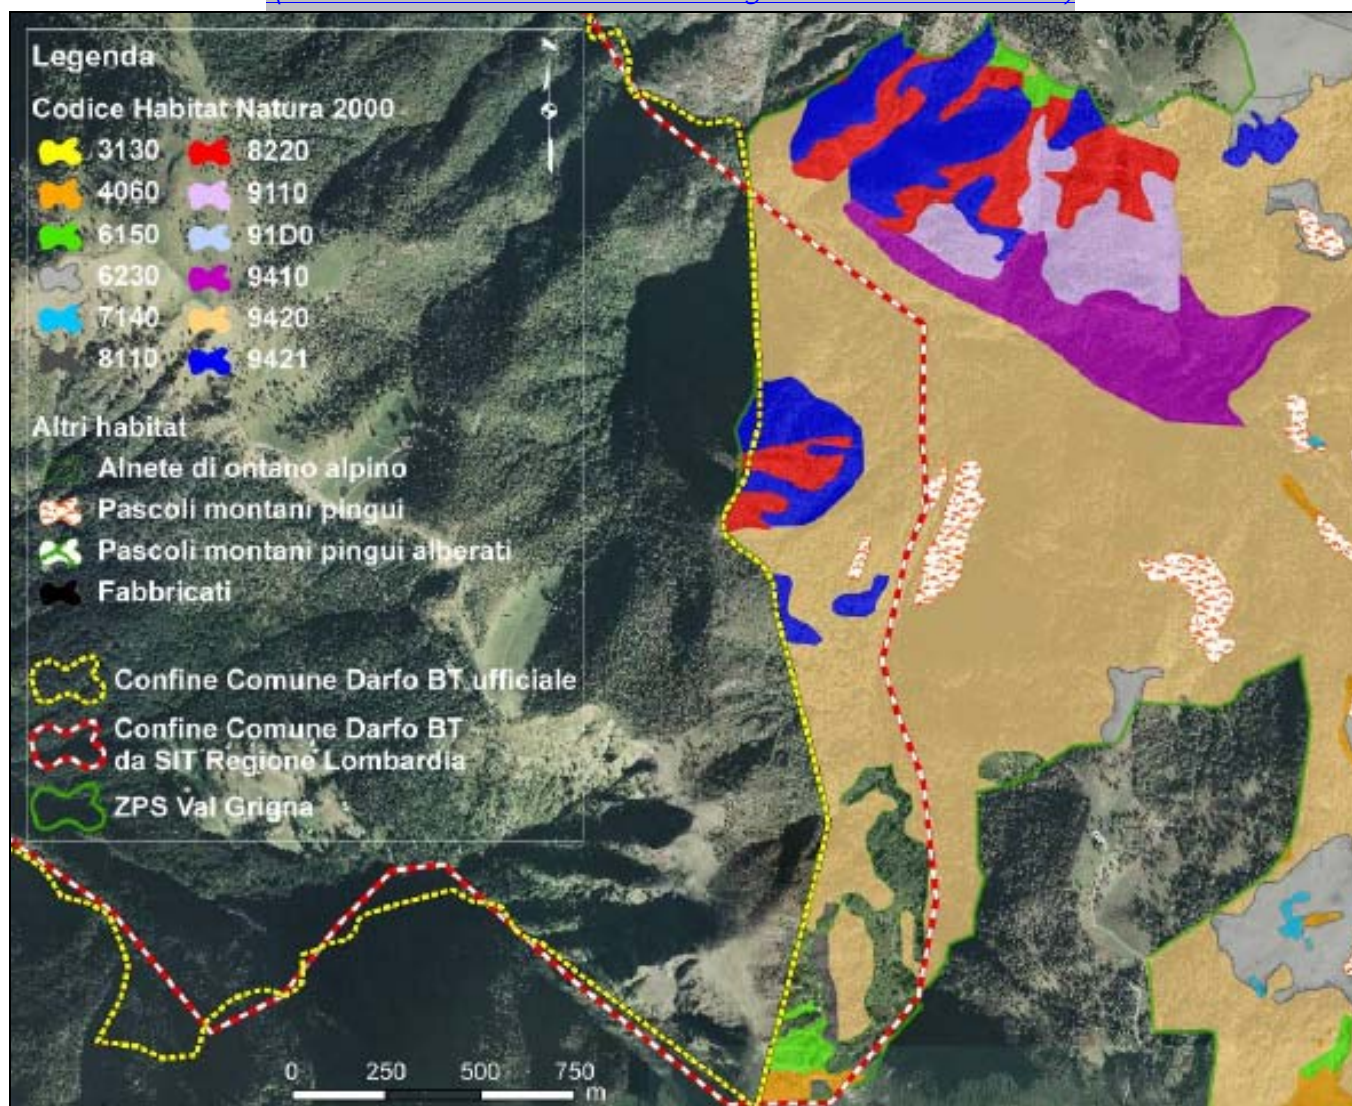 Legenda
Codice Habitat Natura 2000
3130
8220
4060
9110
6150
91D0
6230
9410
7140
9420
8110
9421
Altri habitat
Alnete di ontano alpino
Pascoli montani pingui
Pascoli montani pingui alberati
Fabbricati
Confine Comune Darfo BT ufficiale
Confine Comune Darfo BT
da SIT Regione Lombardia
ZPS Val Grigna
0 250 500 750
m